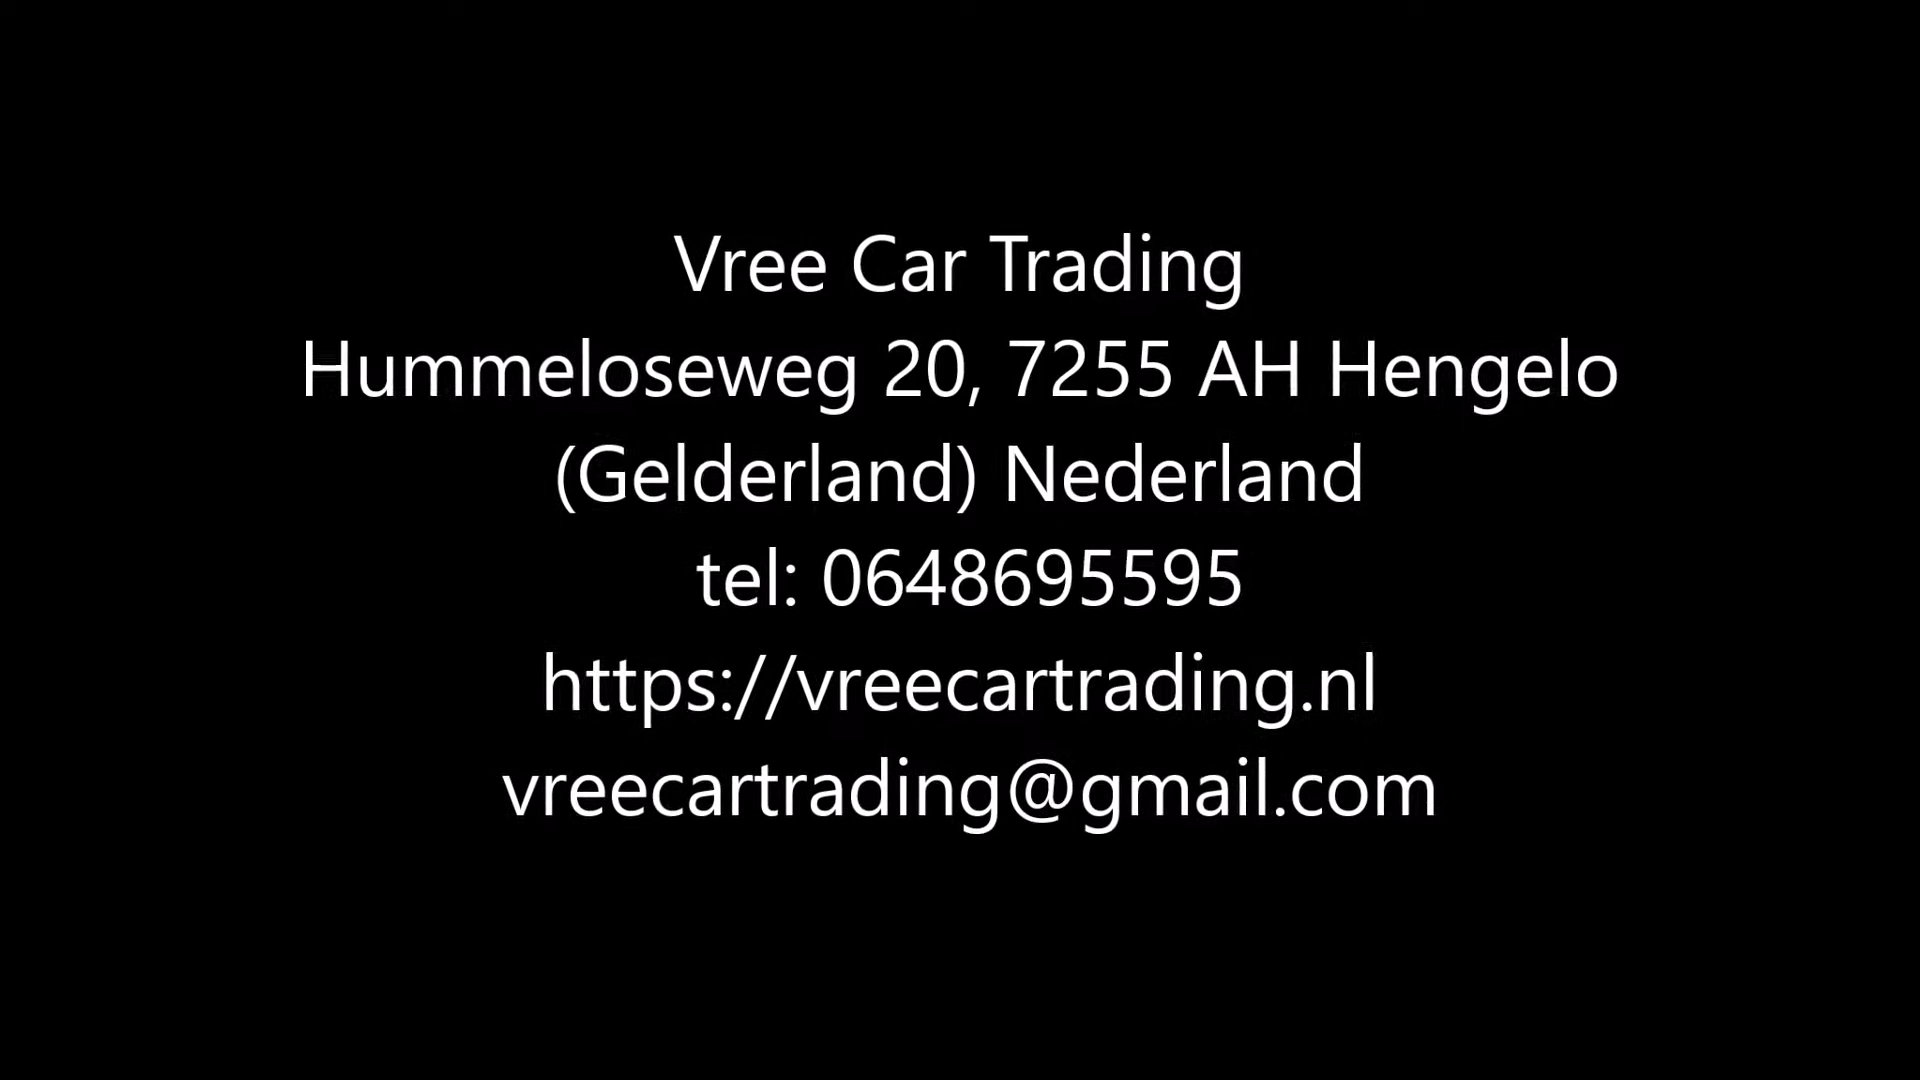 Vree Car Trading
Hummeloseweg 20, 7255 AH Hengelo
(Gelderland) Nederland
tel: 0648695595
https://vreecartrading.nl
vreecartrading@gmail.com